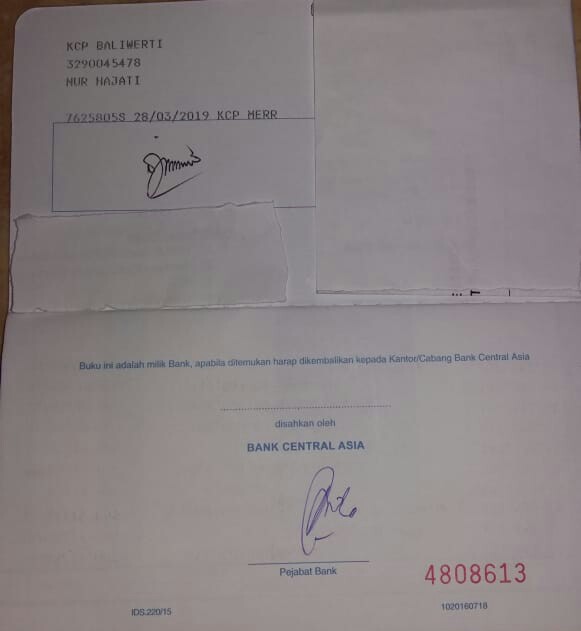 KCP BALIWERTI
3290045478
NUR HAJATI
7625805S 28/03/2019 KCP MERR
Buku ini adalah milik Bank, apabila ditemukan harap dikembalikan kepada Kantor/Cabang Bank Central Asia
disahkan oleh
BANK CENTRAL ASIA
Pejabat Bank
4808613
IDS.220/15
1020160718